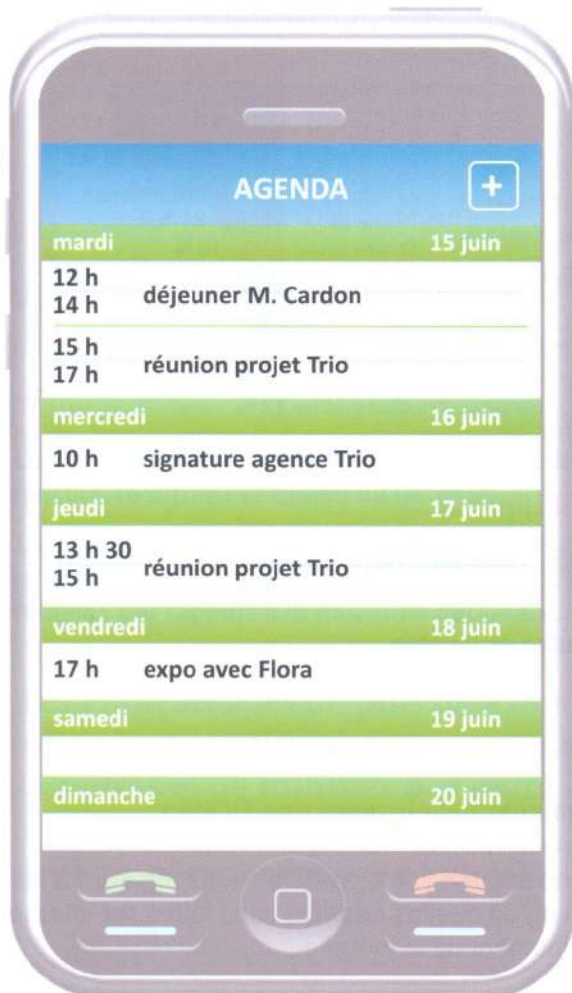 AGENDA +
mardi 15 juin
12 h
14 h déjeuner M. Cardon
15 h
17 h réunion projet Trio
mercredi 16 juin
10 h signature agence Trio
jeudi 17 juin
13 h 30
15 h réunion projet Trio
vendredi 18 juin
17 h expo avec Flora
samedi 19 juin
dimanche 20 juin